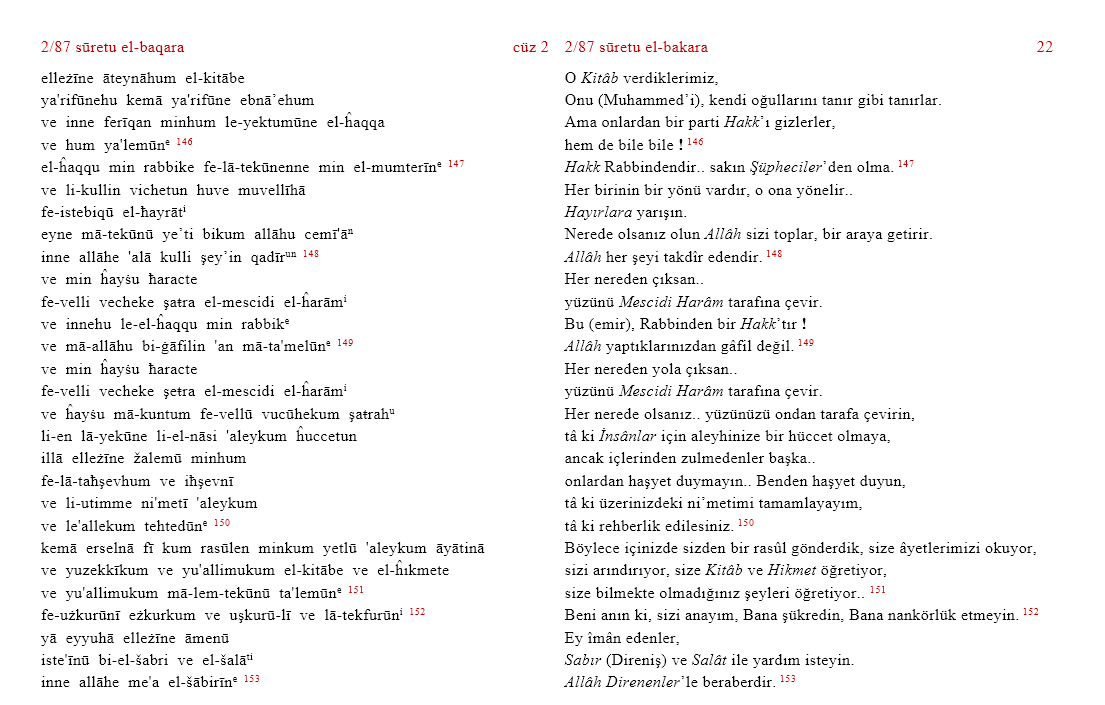 2/87 sūretu el-baqara cüz 2
elleżīne āteynāhum el-kitābe
ya'rifūnehu kemā ya'rifūne ebnā’ehum
ve inne ferīqan minhum le-yektumūne el-ĥaqqa
ve hum ya'lemūnᵉ 146
el-ĥaqqu min rabbike fe-lā-tekūnenne min el-mumterīnᵉ 147
ve li-kullin vichetun huve muvellīhā
fe-istebiqū el-ħayrātⁱ
eyne mā-tekūnū ye’ti bikum allāhu cemī'āⁿ
inne allāhe 'alā kulli şey’in qadīrᵘⁿ 148
ve min ĥayṡu ħaracte
fe-velli vecheke şaŧra el-mescidi el-ĥarāmⁱ
ve innehu le-el-ĥaqqu min rabbikᵉ
ve mā-allāhu bi-ġāfilin 'an mā-ta'melūnᵉ 149
ve min ĥayṡu ħaracte
fe-velli vecheke şeŧra el-mescidi el-ĥarāmⁱ
ve ĥayṡu mā-kuntum fe-vellū vucūhekum şaŧrahᵘ
li-en lā-yekūne li-el-nāsi 'aleykum ĥuccetun
illā elleżīne žalemū minhum
fe-lā-taħşevhum ve iħşevnī
ve li-utimme ni'metī 'aleykum
ve le'allekum tehtedūnᵉ 150
kemā erselnā fī kum rasūlen minkum yetlū 'aleykum āyātinā
ve yuzekkīkum ve yu'allimukum el-kitābe ve el-ĥıkmete
ve yu'allimukum mā-lem-tekūnū ta'lemūnᵉ 151
fe-użkurūnī eżkurkum ve uşkurū-lī ve lā-tekfurūnⁱ 152
yā eyyuhā elleżīne āmenū
iste'īnū bi-el-šabri ve el-šalāᵗⁱ
inne allāhe me'a el-šābirīnᵉ 153
2/87 sūretu el-bakara 22
O Kitâb verdiklerimiz,
Onu (Muhammed’i), kendi oğullarını tanır gibi tanırlar.
Ama onlardan bir parti Hakk’ı gizlerler,
hem de bile bile ! 146
Hakk Rabbindendir.. sakın Şüpheciler’den olma. 147
Her birinin bir yönü vardır, o ona yönelir..
Hayırlara yarışın.
Nerede olsanız olun Allâh sizi toplar, bir araya getirir.
Allâh her şeyi takdîr edendir. 148
Her nereden çıksan..
yüzünü Mescidi Harâm tarafına çevir.
Bu (emir), Rabbinden bir Hakk’tır !
Allâh yaptıklarınızdan gâfil değil. 149
Her nereden yola çıksan..
yüzünü Mescidi Harâm tarafına çevir.
Her nerede olsanız.. yüzünüzü ondan tarafa çevirin,
tâ ki İnsânlar için aleyhinize bir hüccet olmaya,
ancak içlerinden zulmedenler başka..
onlardan haşyet duymayın.. Benden haşyet duyun,
tâ ki üzerinizdeki ni’metimi tamamlayayım,
tâ ki rehberlik edilesiniz. 150
Böylece içinizde sizden bir rasûl gönderdik, size âyetlerimizi okuyor,
sizi arındırıyor, size Kitâb ve Hikmet öğretiyor,
size bilmekte olmadığınız şeyleri öğretiyor.. 151
Beni anın ki, sizi anayım, Bana şükredin, Bana nankörlük etmeyin. 152
Ey îmân edenler,
Sabır (Direniş) ve Salât ile yardım isteyin.
Allâh Direnenler’le beraberdir. 153